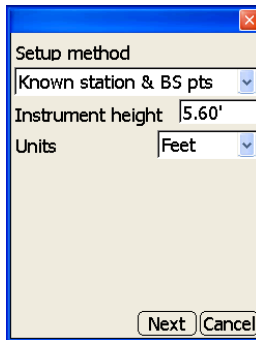 Setup method
Known station & BS pts
Instrument height 5.60'
Units Feet
Next Cancel